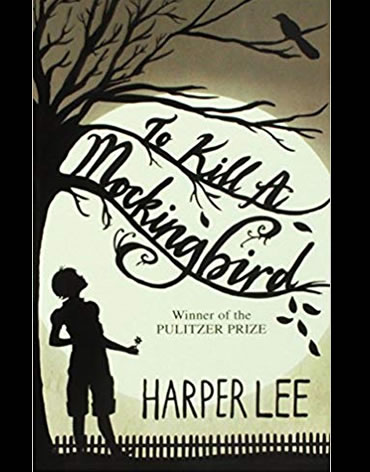 To Kill A
Mockingbird
Winner of the
PULITZER PRIZE
HARPER LEE